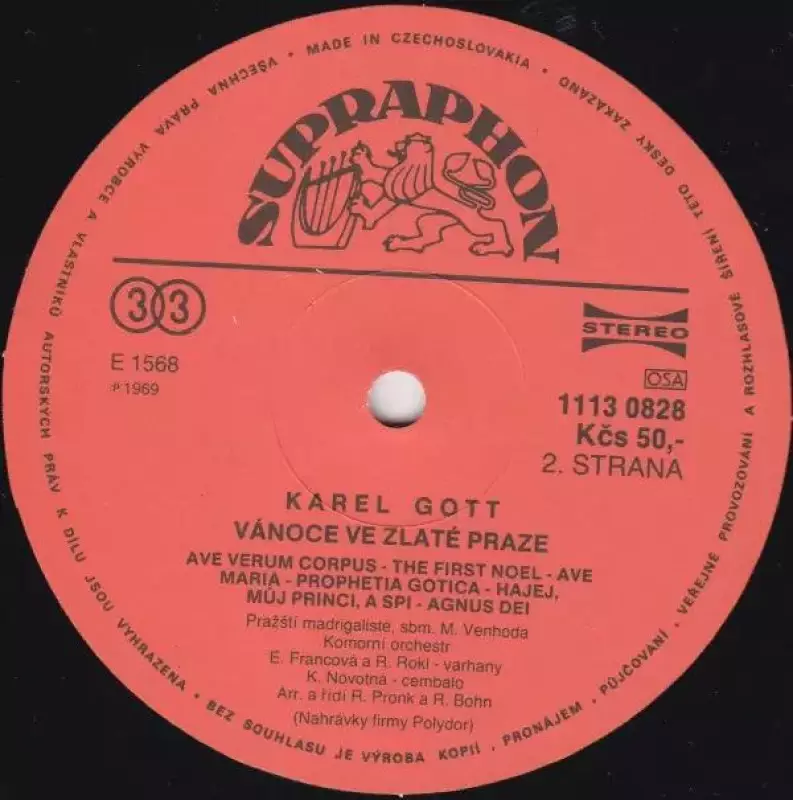 SUPRAPHON
33
E 1568
℗ 1969
STEREO
OSA
1113 0828
Kčs 50,-
2. STRANA
KAREL GOTT
VÁNOCE VE ZLATÉ PRAZE
AVE VERUM CORPUS - THE FIRST NOEL - AVE
MARIA - PROPHETIA GOTICA - HAJEJ,
MŮJ PRINCI, A SPI - AGNUS DEI
Pražští madrigaliste, sbm. M. Venhoda
Komorní orchestr
E. Francová a R. Rokl - varhany
K. Novotná - cembalo
Arr. a řídí R. Pronk a R. Bohn
(Nahrávky firmy Polydor)
MADE IN CZECHOSLOVAKIA • VŠECHNA PRÁVA VÝROBCE A VLASTNÍKŮ AUTORSKÝCH PRÁV K DÍLU JSOU VYHRAZENA • BEZ SOUHLASU JE VÝROBA KOPIÍ • PRONÁJEM • PŮJČOVÁNÍ • VEŘEJNÉ PROVOZOVÁNÍ A ROZHLASOVÉ ŠÍŘENÍ TÉTO DESKY ZAKÁZÁNO •